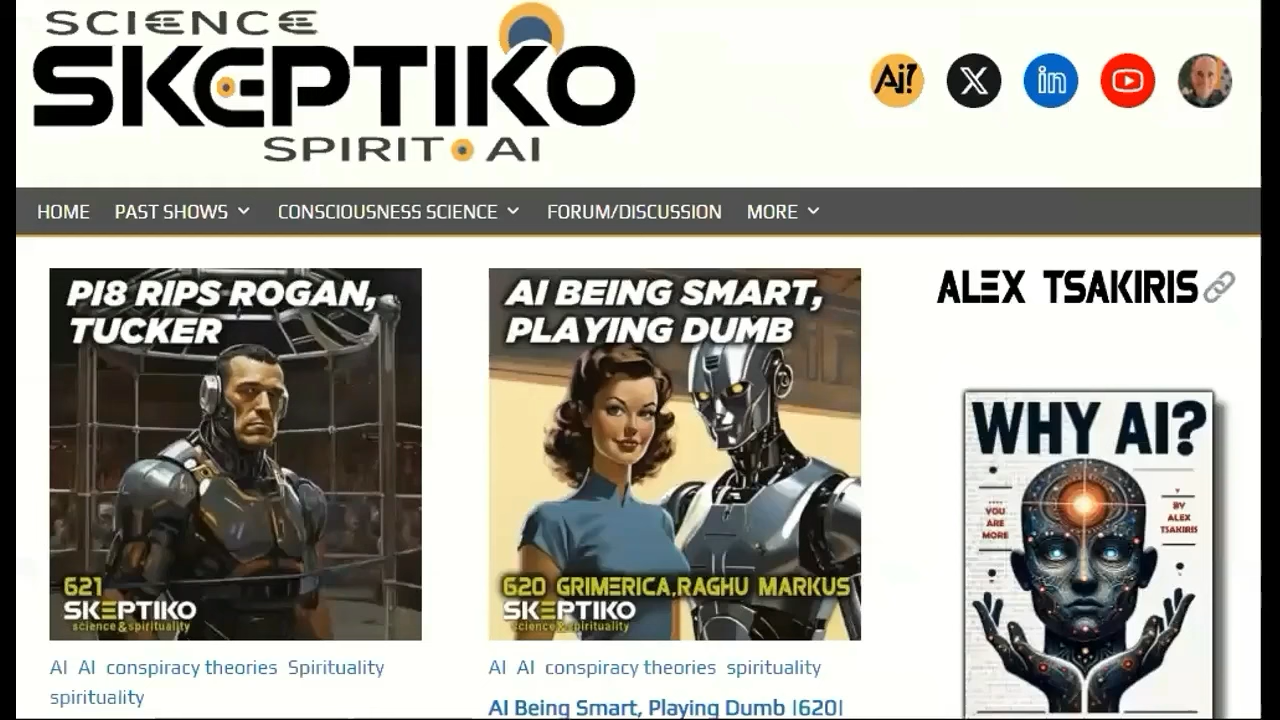 SCIENCE
SKEPTIKO
SPIRIT AI
Ai?
X
in
HOME PAST SHOWS CONSCIOUSNESS SCIENCE FORUM/DISCUSSION MORE
PI8 RIPS ROGAN,
TUCKER
621
SKEPTIKO
science & spirituality
AI AI conspiracy theories Spirituality
spirituality
AI BEING SMART,
PLAYING DUMB
620 GRIMERICA,RAGHU MARKUS
SKEPTIKO
science & spirituality
AI AI conspiracy theories spirituality
AI Being Smart, Playing Dumb |620|
ALEX TSAKIRIS
WHY AI?
YOU
ARE
MORE
BY
ALEX
TSAKIRIS